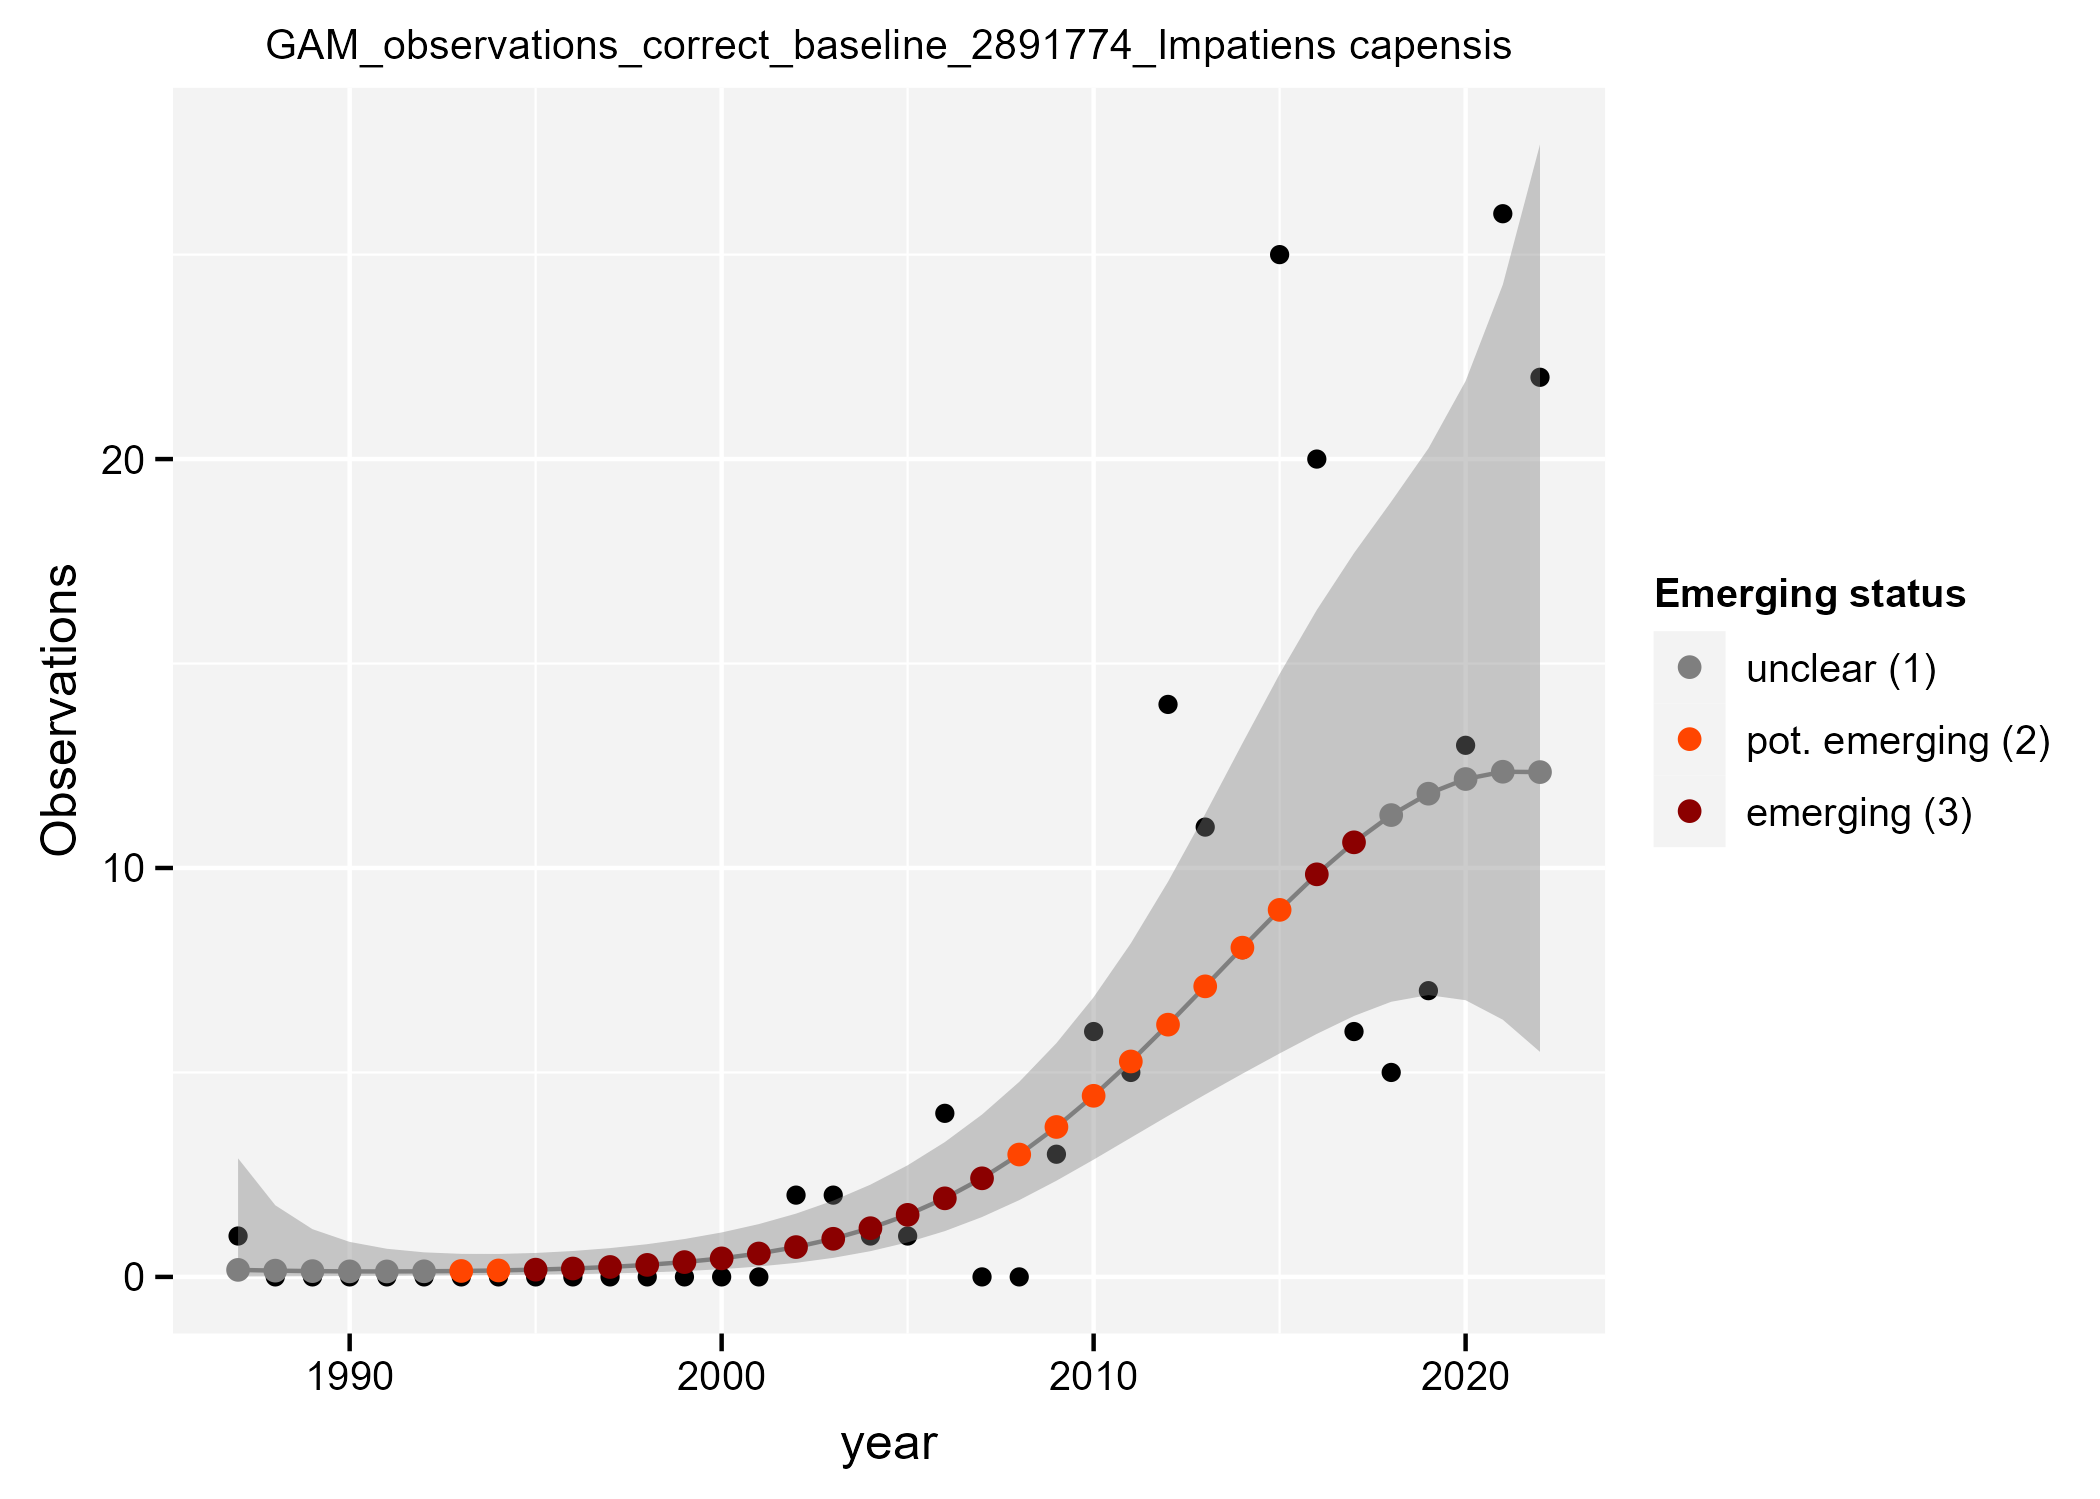 GAM_observations_correct_baseline_2891774_Impatiens capensis
Observations
20
10
0
1990
2000
2010
2020
year
Emerging status
unclear (1)
pot. emerging (2)
emerging (3)